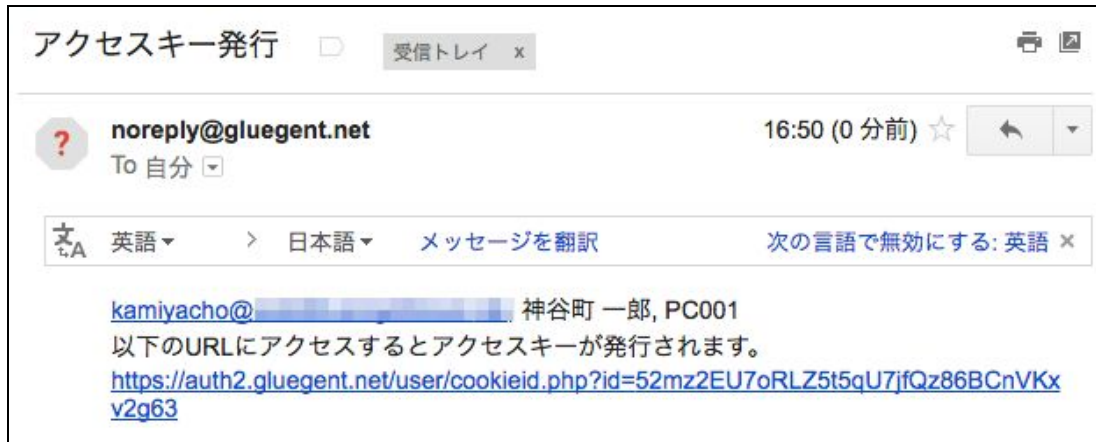 アクセスキー発行 受信トレイ x
noreply@gluegent.net 16:50 (0 分前)
To 自分
英語 > 日本語 メッセージを翻訳 次の言語で無効にする: 英語 ×
kamiyacho@ 神谷町 一郎, PC001
以下のURLにアクセスするとアクセスキーが発行されます。
https://auth2.gluegent.net/user/cookieid.php?id=52mz2EU7oRLZ5t5qU7jfQz86BCnVKx
v2g63